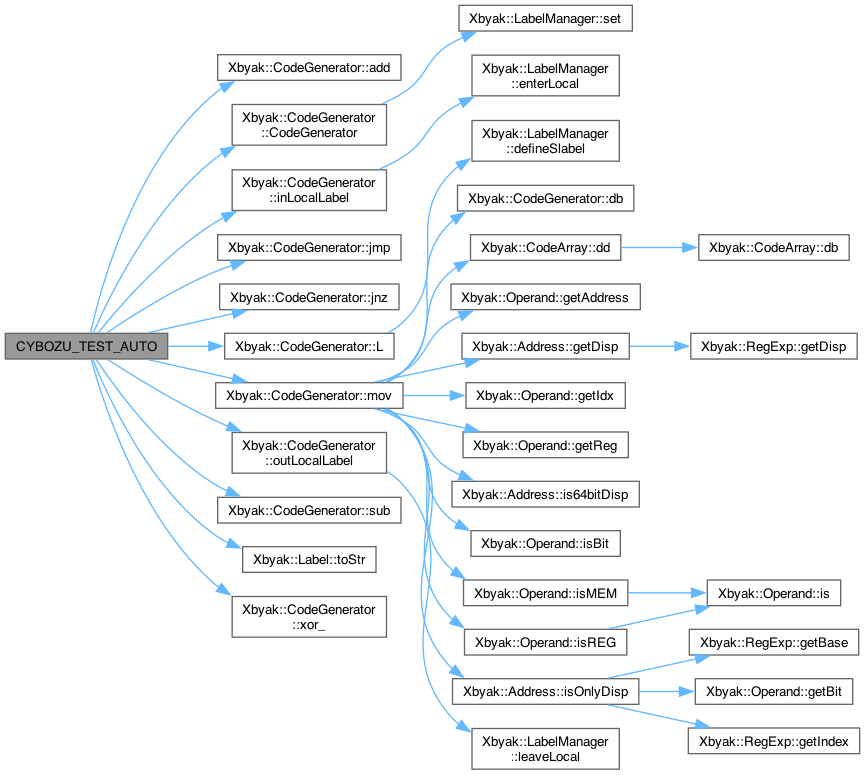 CYBOZU_TEST_AUTO
Xbyak::CodeGenerator::add
Xbyak::CodeGenerator
::CodeGenerator
Xbyak::CodeGenerator
::inLocalLabel
Xbyak::CodeGenerator::jmp
Xbyak::CodeGenerator::jnz
Xbyak::CodeGenerator::L
Xbyak::CodeGenerator::mov
Xbyak::CodeGenerator
::outLocalLabel
Xbyak::CodeGenerator::sub
Xbyak::Label::toStr
Xbyak::CodeGenerator
::xor_
Xbyak::LabelManager::set
Xbyak::LabelManager
::enterLocal
Xbyak::LabelManager
::defineSlabel
Xbyak::CodeGenerator::db
Xbyak::CodeArray::dd
Xbyak::Operand::getAddress
Xbyak::Address::getDisp
Xbyak::Operand::getIdx
Xbyak::Operand::getReg
Xbyak::Address::is64bitDisp
Xbyak::Operand::isBit
Xbyak::Operand::isMEM
Xbyak::Operand::isREG
Xbyak::Address::isOnlyDisp
Xbyak::LabelManager
::leaveLocal
Xbyak::CodeArray::db
Xbyak::RegExp::getDisp
Xbyak::Operand::is
Xbyak::RegExp::getBase
Xbyak::Operand::getBit
Xbyak::RegExp::getIndex